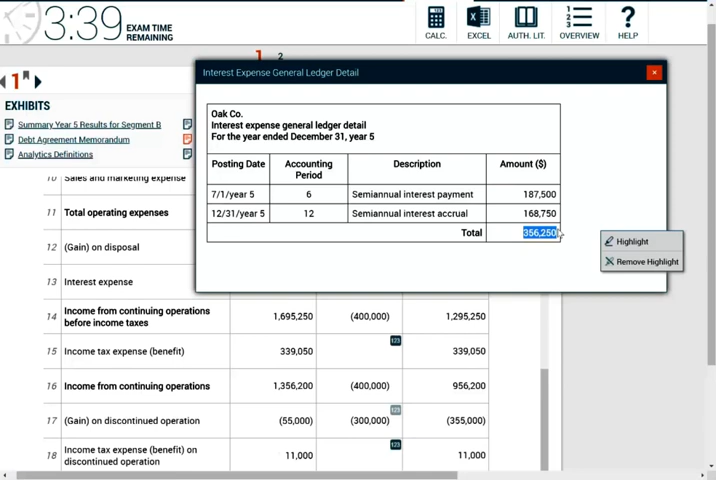 3:39 EXAM TIME REMAINING
CALC. EXCEL AUTH. LIT. OVERVIEW HELP
1 2
1
EXHIBITS
Summary Year 5 Results for Segment B
Debt Agreement Memorandum
Analytics Definitions
Interest Expense General Ledger Detail
Oak Co.
Interest expense general ledger detail
For the year ended December 31, year 5
Posting Date Accounting Period Description Amount ($)
7/1/year 5 6 Semiannual interest payment 187,500
12/31/year 5 12 Semiannual interest accrual 168,750
Total 356,250
Highlight
Remove Highlight
10 Sales and marketing expense
11 Total operating expenses
12 (Gain) on disposal
13 Interest expense
14 Income from continuing operations before income taxes 1,695,250 (400,000) 1,295,250
15 Income tax expense (benefit) 339,050 123 339,050
16 Income from continuing operations 1,356,200 (400,000) 956,200
17 (Gain) on discontinued operation (55,000) 123 (300,000) (355,000)
18 Income tax expense (benefit) on discontinued operation 11,000 123 11,000